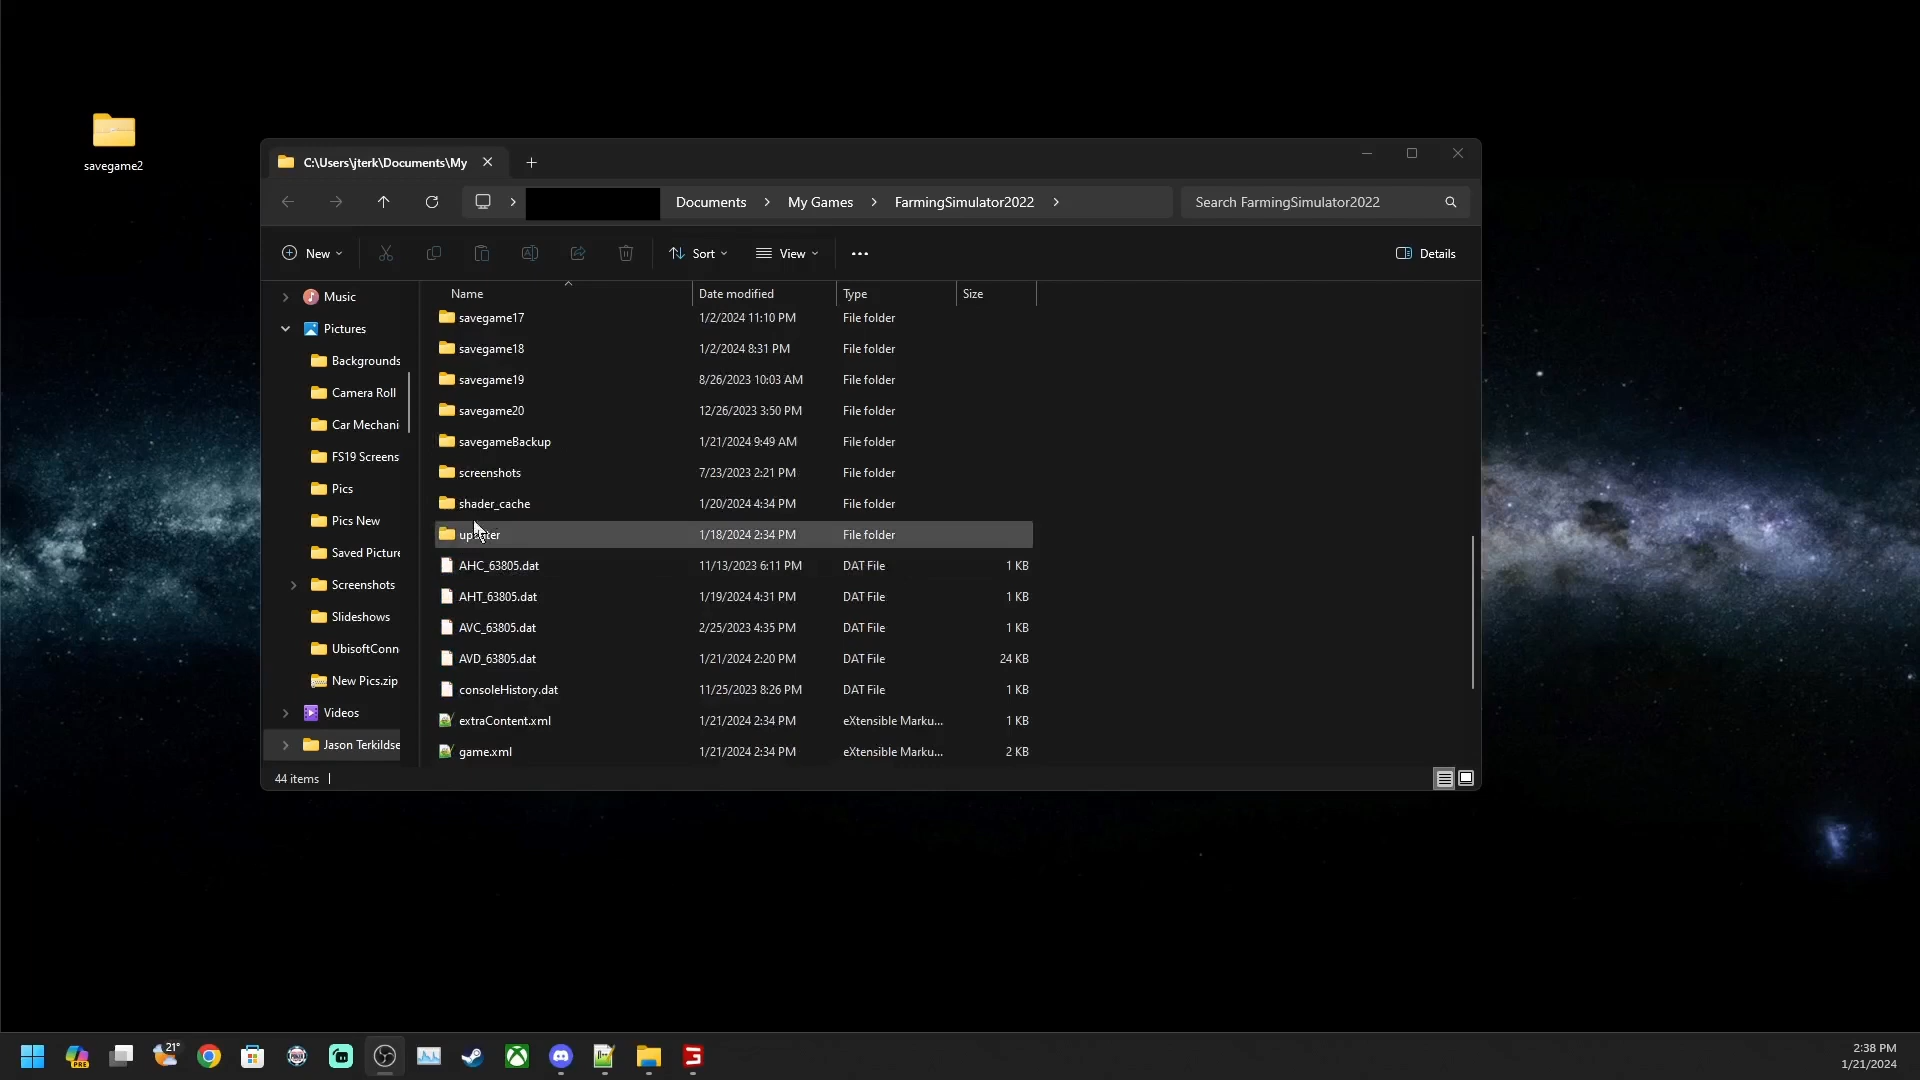 savegame2
C:\Users\jterk\Documents\My
Documents > My Games > FarmingSimulator2022 >
Search FarmingSimulator2022
New
Sort
View
Details
Music
Pictures
Backgrounds
Camera Roll
Car Mechani
FS19 Screens
Pics
Pics New
Saved Picture
Screenshots
Slideshows
UbisoftConn
New Pics.zip
Videos
Jason Terkildse
Name Date modified Type Size
savegame17 1/2/2024 11:10 PM File folder
savegame18 1/2/2024 8:31 PM File folder
savegame19 8/26/2023 10:03 AM File folder
savegame20 12/26/2023 3:50 PM File folder
savegameBackup 1/21/2024 9:49 AM File folder
screenshots 7/23/2023 2:21 PM File folder
shader_cache 1/20/2024 4:34 PM File folder
1/18/2024 2:34 PM File folder
AHC_63805.dat 11/13/2023 6:11 PM DAT File 1 KB
AHT_63805.dat 1/19/2024 4:31 PM DAT File 1 KB
AVC_63805.dat 2/25/2023 4:35 PM DAT File 1 KB
AVD_63805.dat 1/21/2024 2:20 PM DAT File 24 KB
consoleHistory.dat 11/25/2023 8:26 PM DAT File 1 KB
extraContent.xml 1/21/2024 2:34 PM eXtensible Marku... 1 KB
game.xml 1/21/2024 2:34 PM eXtensible Marku... 2 KB
44 items
21°
PRE
2:38 PM
1/21/2024